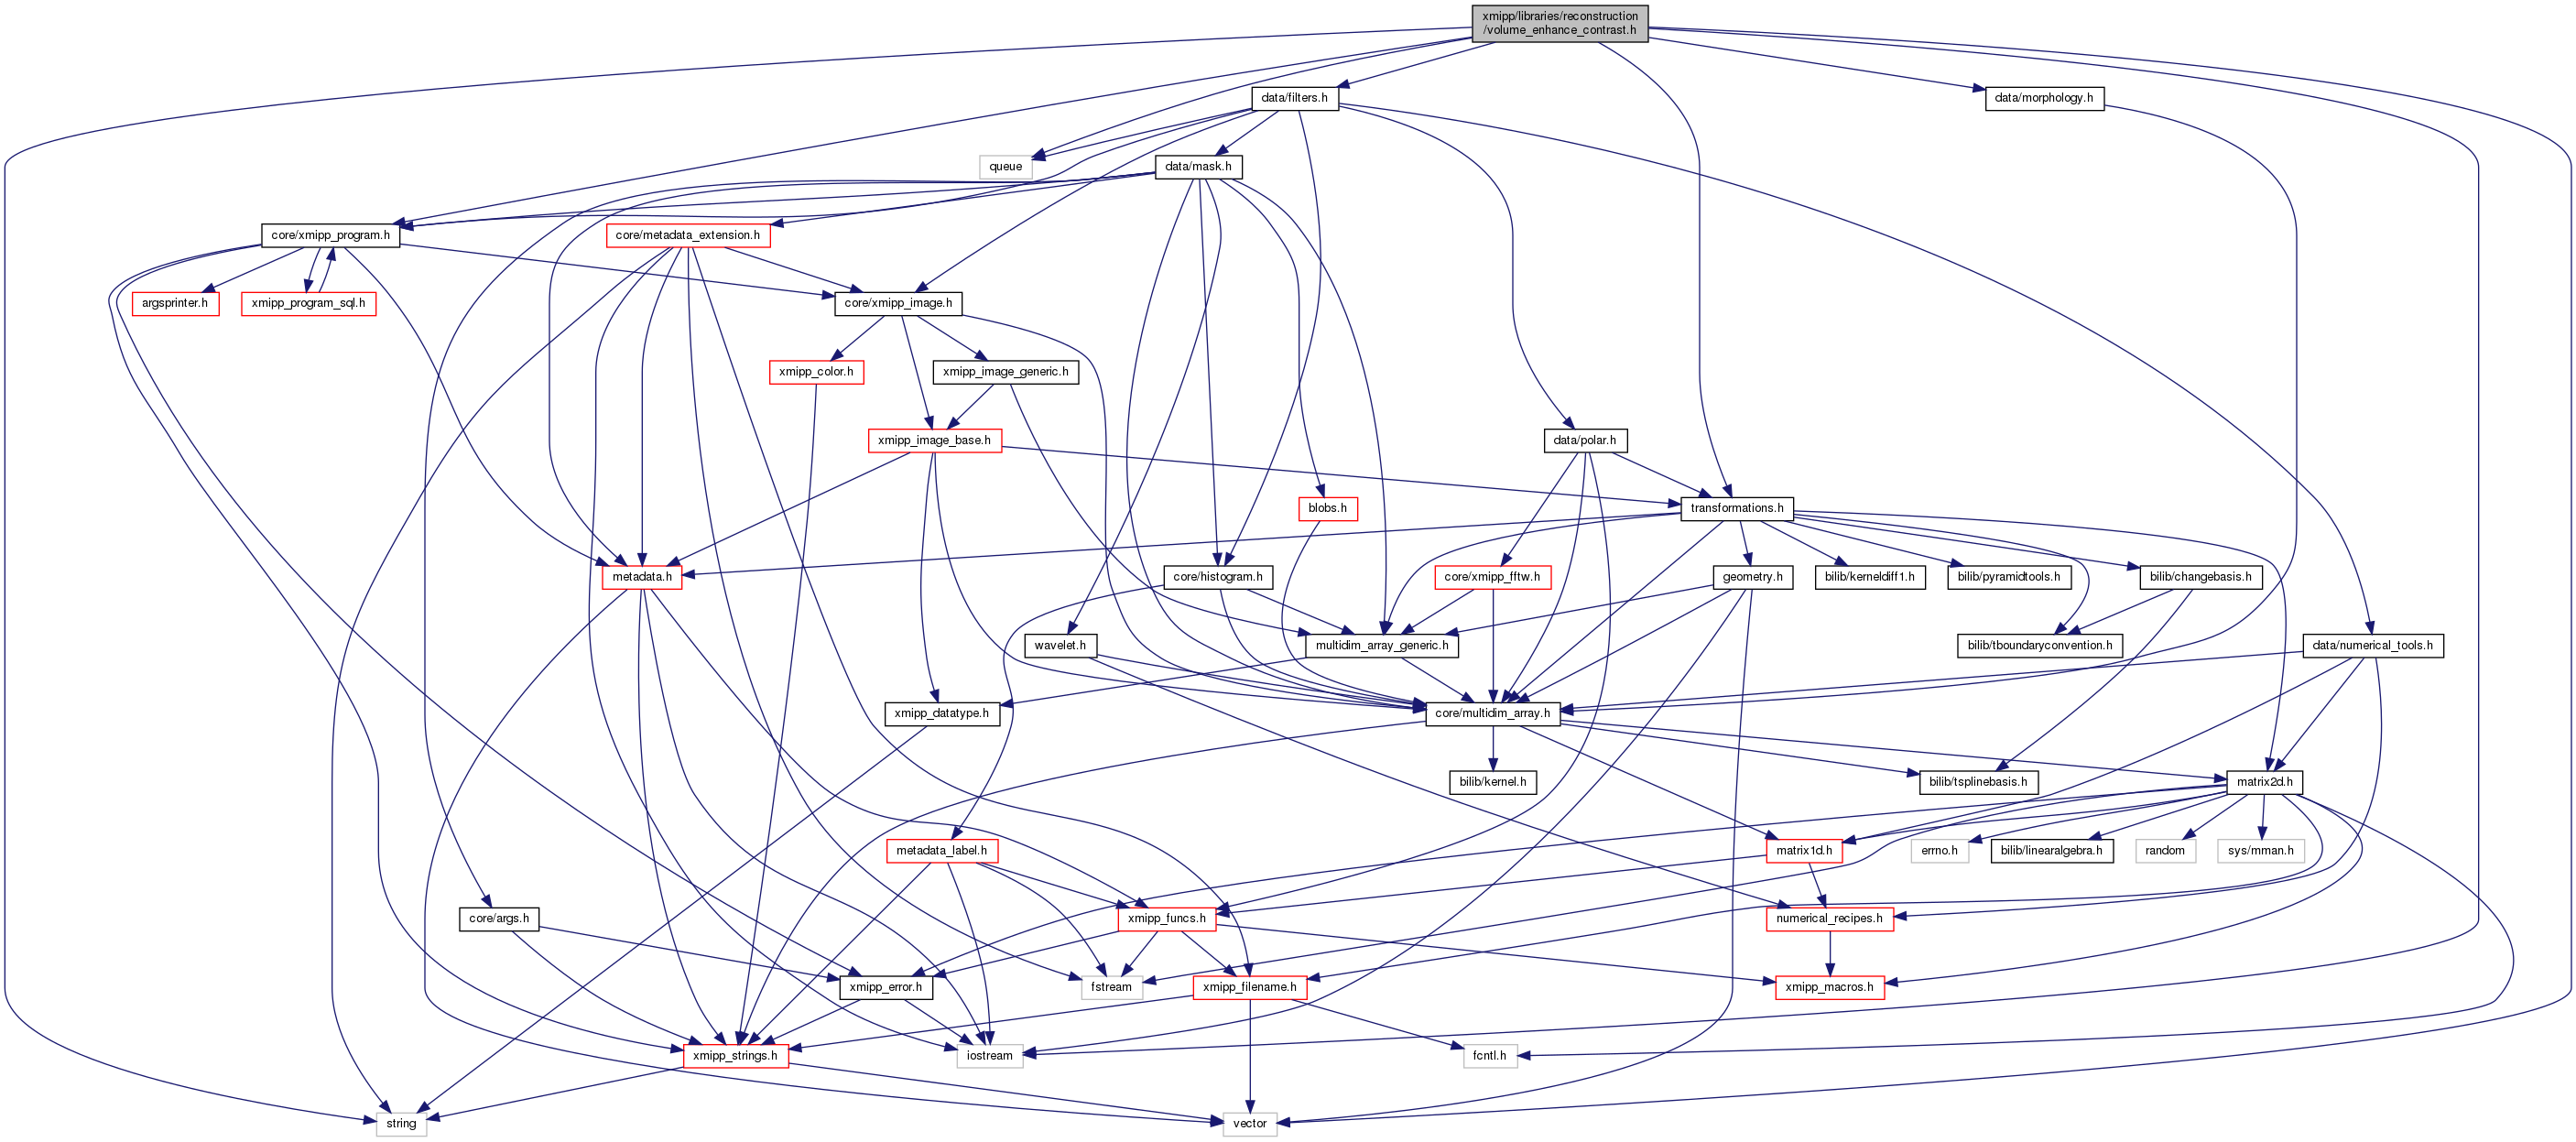 xmipp/libraries/reconstruction
/volume_enhance_contrast.h
data/filters.h
data/morphology.h
queue
data/mask.h
core/xmipp_program.h
core/metadata_extension.h
argsprinter.h
xmipp_program_sql.h
core/xmipp_image.h
xmipp_color.h
xmipp_image_generic.h
xmipp_image_base.h
data/polar.h
blobs.h
transformations.h
metadata.h
core/histogram.h
core/xmipp_fftw.h
geometry.h
bilib/kerneldiff1.h
bilib/pyramidtools.h
bilib/changebasis.h
wavelet.h
multidim_array_generic.h
bilib/tboundaryconvention.h
data/numerical_tools.h
xmipp_datatype.h
core/multidim_array.h
bilib/kernel.h
bilib/tsplinebasis.h
matrix2d.h
metadata_label.h
matrix1d.h
errno.h
bilib/linearalgebra.h
random
sys/mman.h
core/args.h
xmipp_funcs.h
numerical_recipes.h
xmipp_error.h
fstream
xmipp_filename.h
xmipp_macros.h
xmipp_strings.h
iostream
fcntl.h
string
vector